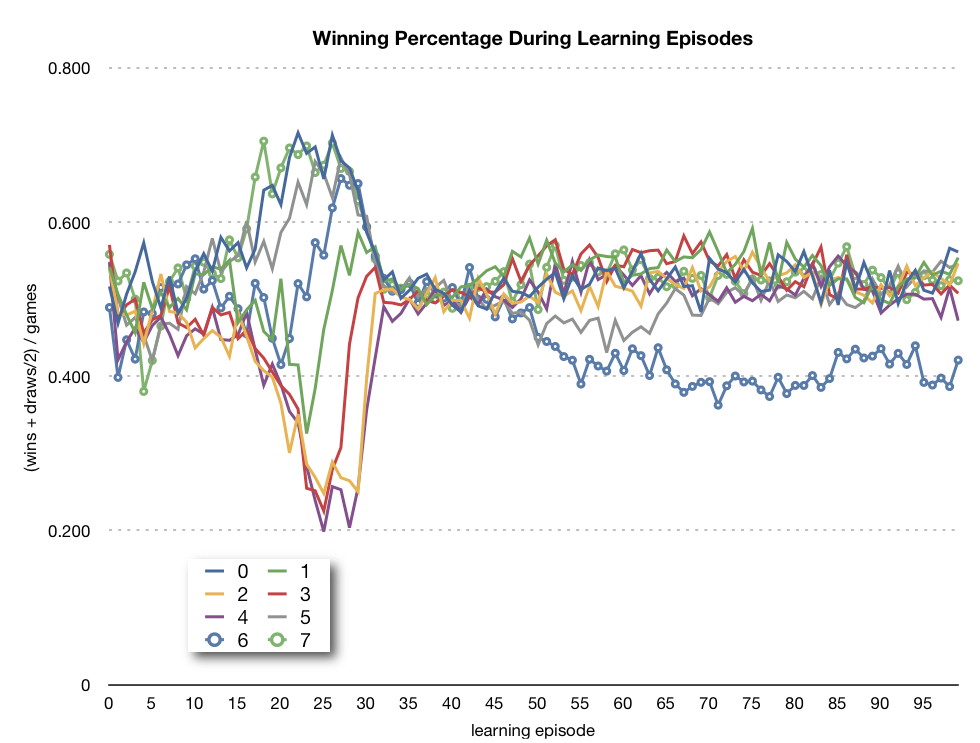 Winning Percentage During Learning Episodes
0.800
0.600
0.400
0.200
0
(wins + draws/2) / games
0 1
2 3
4 5
6 7
0 5 10 15 20 25 30 35 40 45 50 55 60 65 70 75 80 85 90 95
learning episode